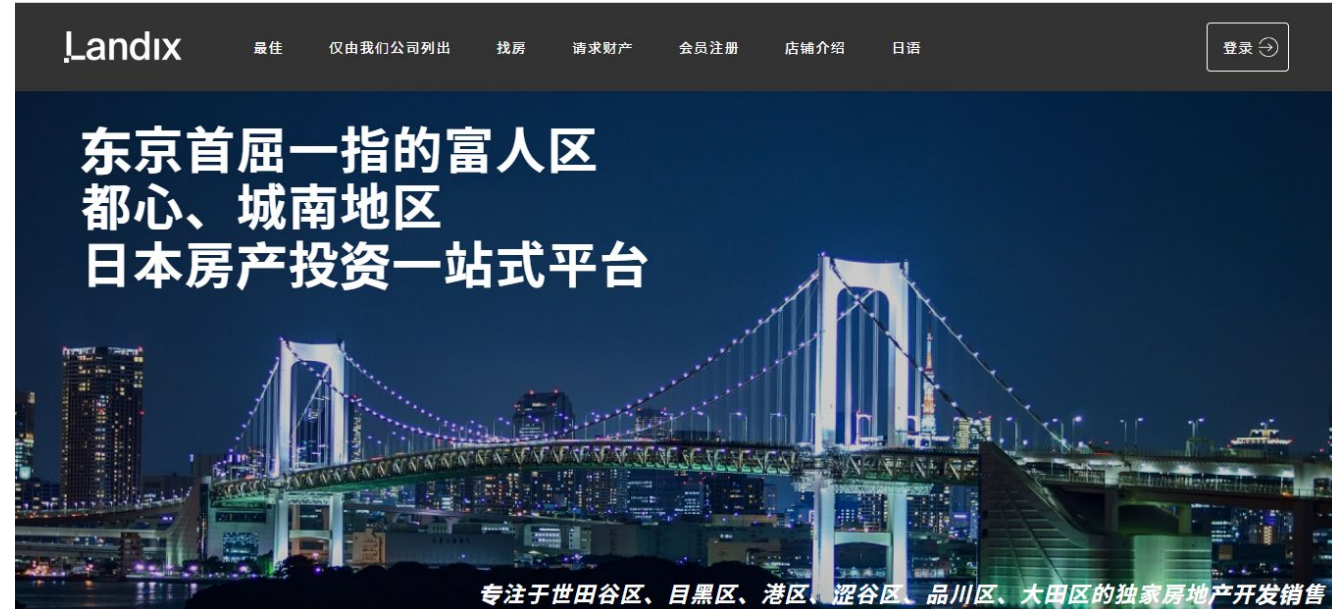 Landix
最佳
仅由我们公司列出
找房
请求财产
会员注册
店铺介绍
日语
登录
东京首屈一指的富人区
都心、城南地区
日本房产投资一站式平台
专注于世田谷区、目黑区、港区、涩谷区、品川区、大田区的独家房地产开发销售